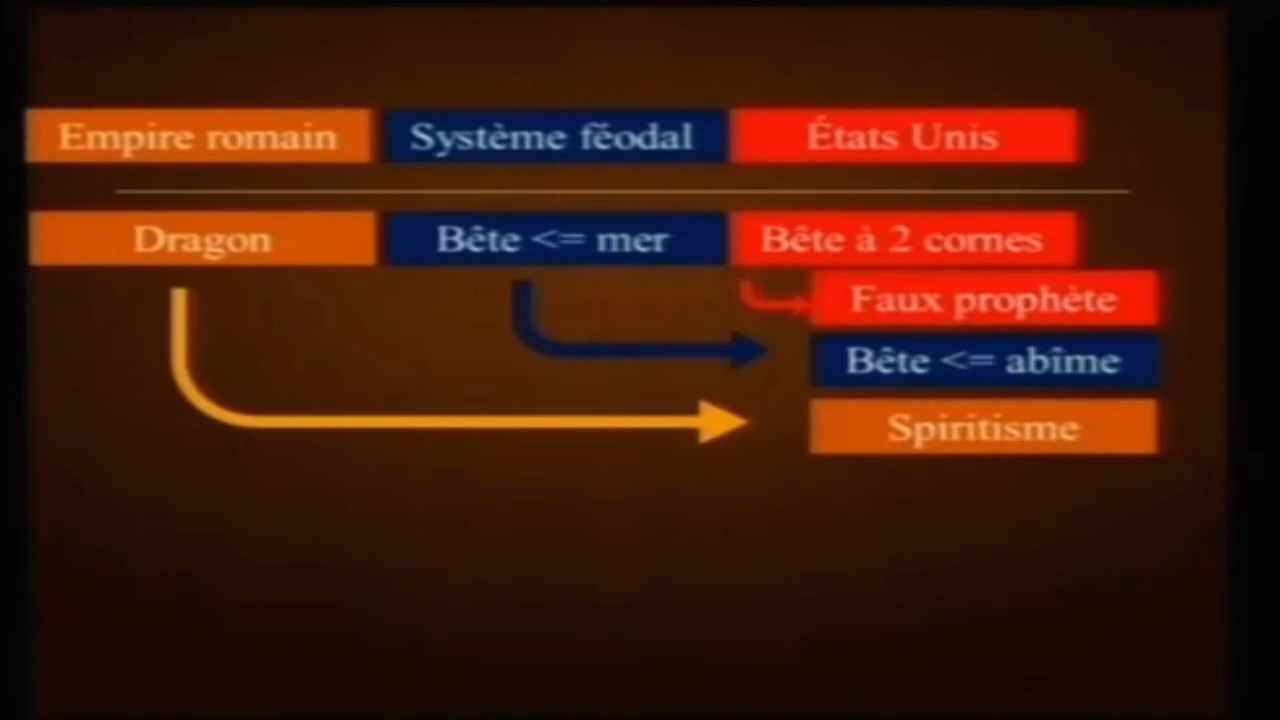 Empire romain
Système féodal
États Unis
Dragon
Bête <= mer
Bête à 2 cornes
Faux prophète
Bête <= abîme
Spiritisme